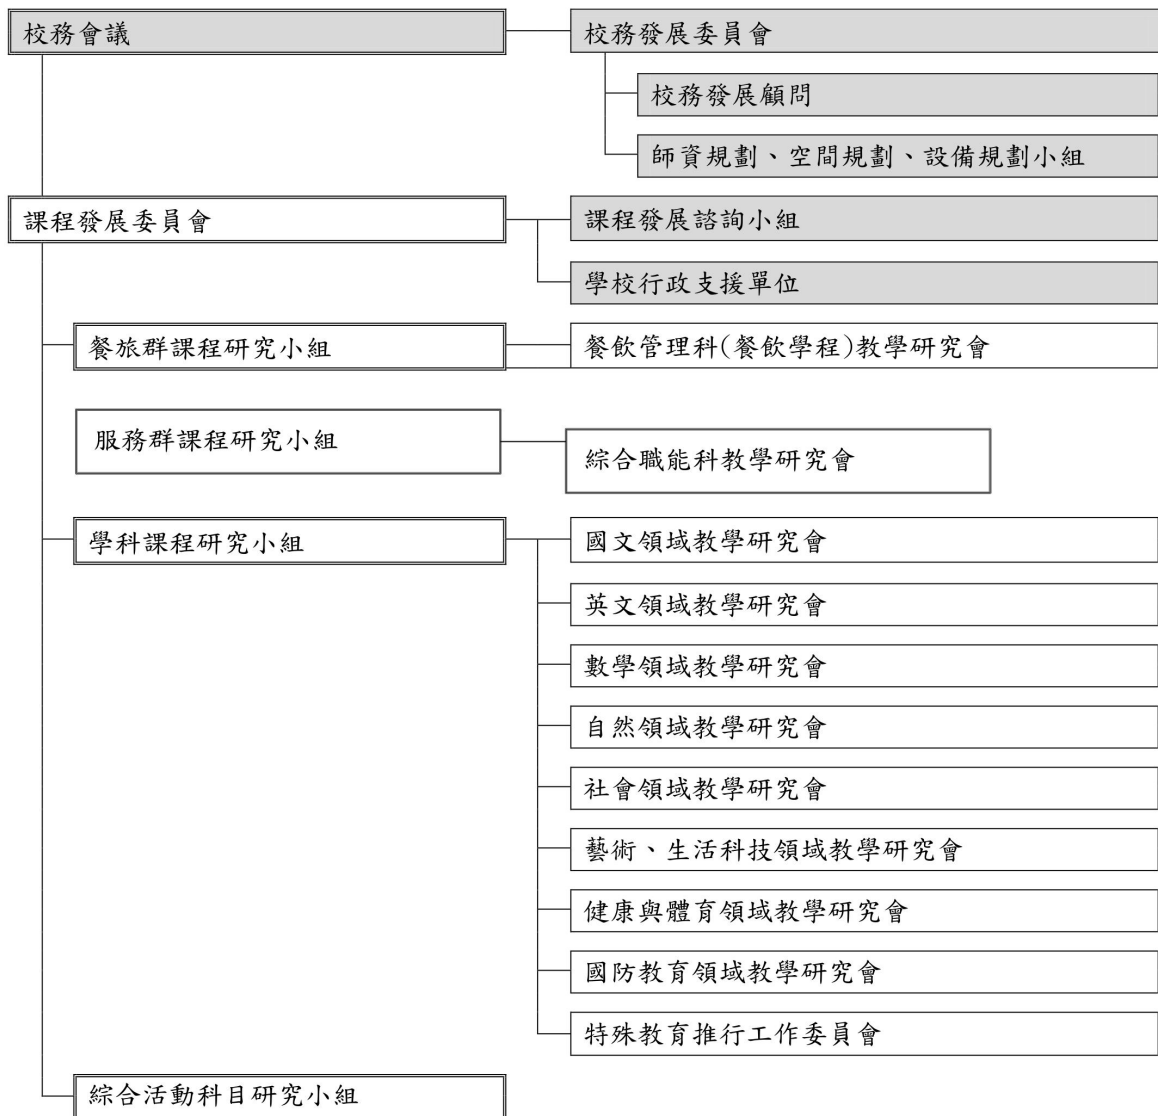 校務會議
校務發展委員會
校務發展顧問
師資規劃、空間規劃、設備規劃小組
課程發展委員會
課程發展諮詢小組
學校行政支援單位
餐旅群課程研究小組
餐飲管理科(餐飲學程)教學研究會
服務群課程研究小組
綜合職能科教學研究會
學科課程研究小組
國文領域教學研究會
英文領域教學研究會
數學領域教學研究會
自然領域教學研究會
社會領域教學研究會
藝術、生活科技領域教學研究會
健康與體育領域教學研究會
國防教育領域教學研究會
特殊教育推行工作委員會
綜合活動科目研究小組